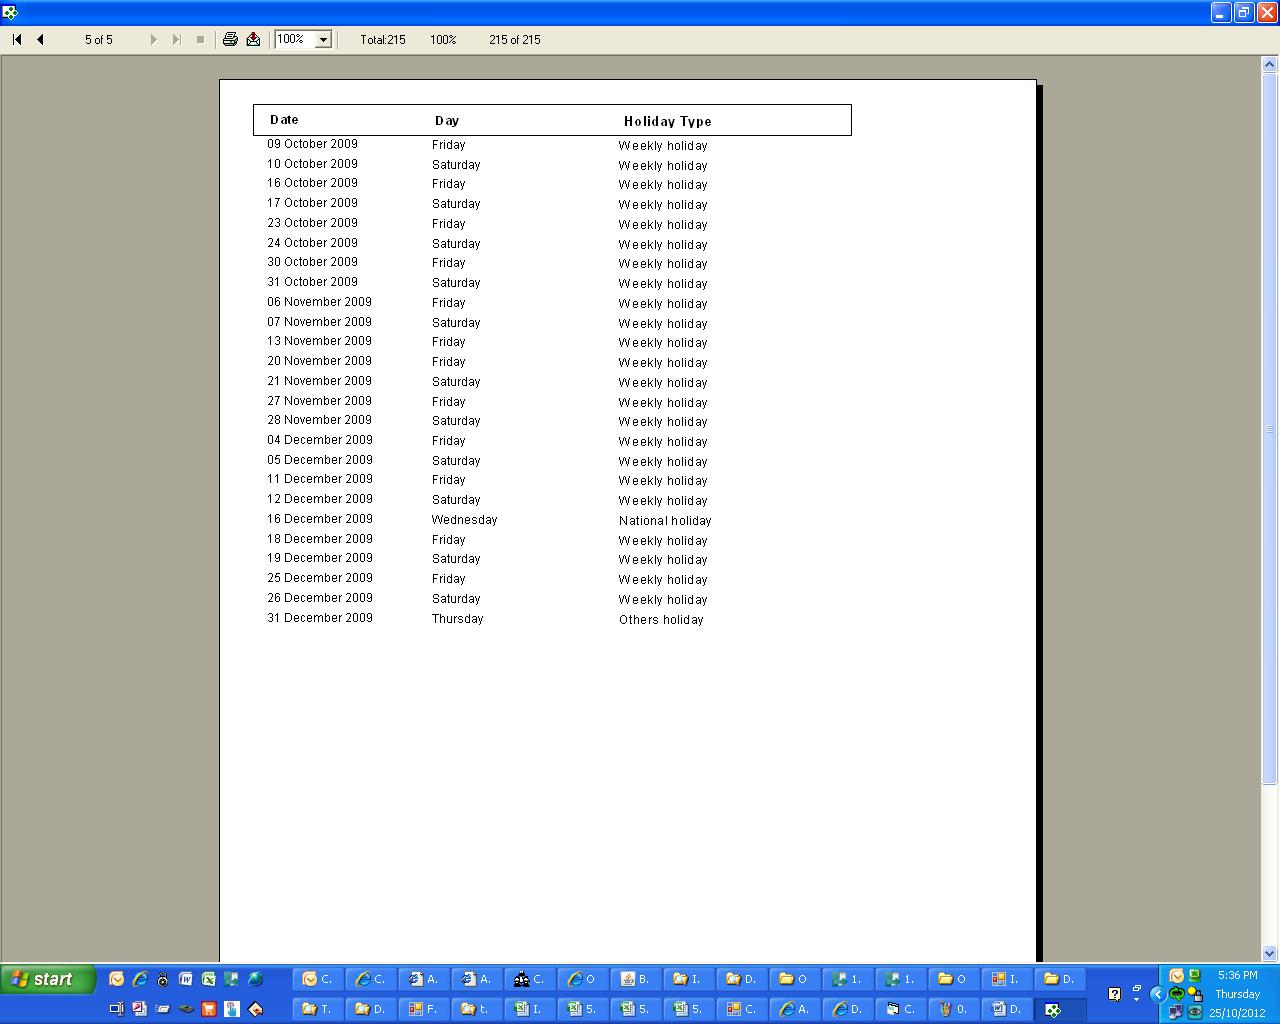 5 of 5 100% Total:215 100% 215 of 215
Date Day Holiday Type
09 October 2009 Friday Weekly holiday
10 October 2009 Saturday Weekly holiday
16 October 2009 Friday Weekly holiday
17 October 2009 Saturday Weekly holiday
23 October 2009 Friday Weekly holiday
24 October 2009 Saturday Weekly holiday
30 October 2009 Friday Weekly holiday
31 October 2009 Saturday Weekly holiday
06 November 2009 Friday Weekly holiday
07 November 2009 Saturday Weekly holiday
13 November 2009 Friday Weekly holiday
20 November 2009 Friday Weekly holiday
21 November 2009 Saturday Weekly holiday
27 November 2009 Friday Weekly holiday
28 November 2009 Saturday Weekly holiday
04 December 2009 Friday Weekly holiday
05 December 2009 Saturday Weekly holiday
11 December 2009 Friday Weekly holiday
12 December 2009 Saturday Weekly holiday
16 December 2009 Wednesday National holiday
18 December 2009 Friday Weekly holiday
19 December 2009 Saturday Weekly holiday
25 December 2009 Friday Weekly holiday
26 December 2009 Saturday Weekly holiday
31 December 2009 Thursday Others holiday
start C. C. A. A. C. O B. I. D. O 1. 1. O I. D. 5:36 PM
Thursday
T. D. F. t. I. 5. 5. 5. C. A. D. C. 0. D. 25/10/2012